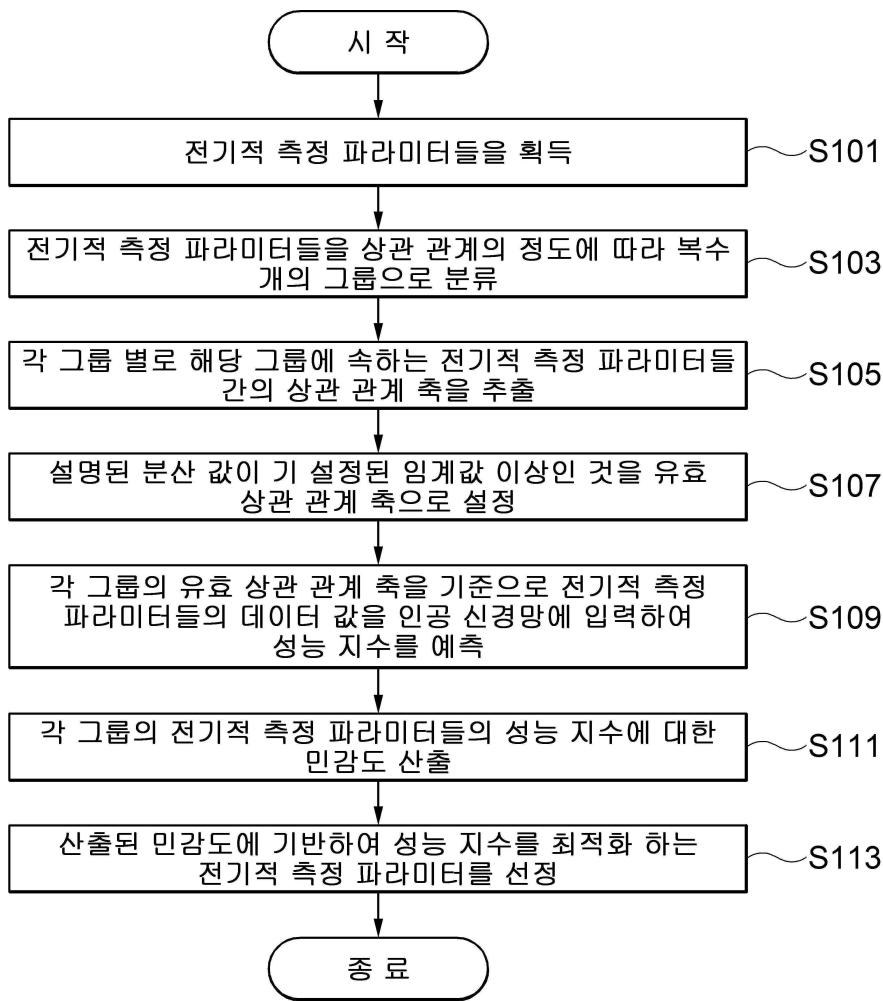 시 작
전기적 측정 파라미터들을 획득
S101
전기적 측정 파라미터들을 상관 관계의 정도에 따라 복수
개의 그룹으로 분류
S103
각 그룹 별로 해당 그룹에 속하는 전기적 측정 파라미터들
간의 상관 관계 축을 추출
S105
설명된 분산 값이 기 설정된 임계값 이상인 것을 유효
상관 관계 축으로 설정
S107
각 그룹의 유효 상관 관계 축을 기준으로 전기적 측정
파라미터들의 데이터 값을 인공 신경망에 입력하여
성능 지수를 예측
S109
각 그룹의 전기적 측정 파라미터들의 성능 지수에 대한
민감도 산출
S111
산출된 민감도에 기반하여 성능 지수를 최적화 하는
전기적 측정 파라미터를 선정
S113
종 료